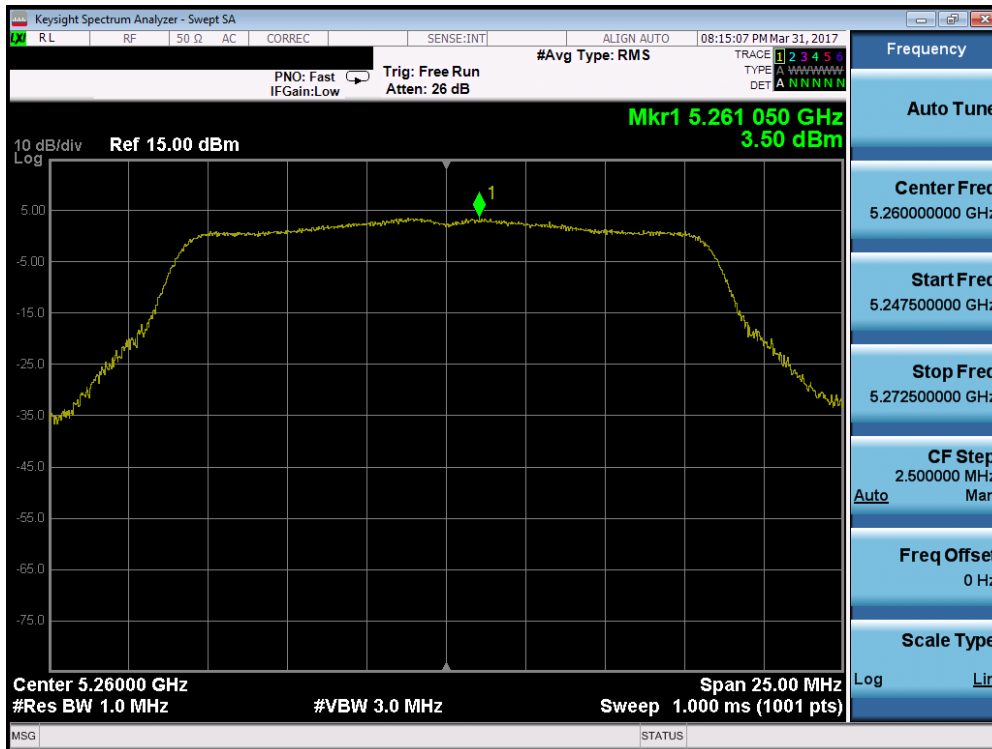 Keysight Spectrum Analyzer - Swept SA
LXI RL RF 50 Ω AC CORREC SENSE:INT ALIGN AUTO 08:15:07 PM Mar 31, 2017
Frequency
#Avg Type: RMS
TRACE 1 2 3 4 5 6
PNO: Fast Trig: Free Run
TYPE A WWWWW
IFGain:Low Atten: 26 dB
DET A N N N N N
Auto Tune
Mkr1 5.261 050 GHz
3.50 dBm
10 dB/div Ref 15.00 dBm
Log
1
5.00
-5.00
-15.0
-25.0
-35.0
-45.0
-55.0
-65.0
-75.0
Center 5.26000 GHz Span 25.00 MHz
#Res BW 1.0 MHz #VBW 3.0 MHz Sweep 1.000 ms (1001 pts)
Center Freq
5.260000000 GHz
Start Freq
5.247500000 GHz
Stop Freq
5.272500000 GHz
CF Step
2.500000 MHz
Auto Man
Freq Offset
0 Hz
Scale Type
Log Lin
MSG STATUS